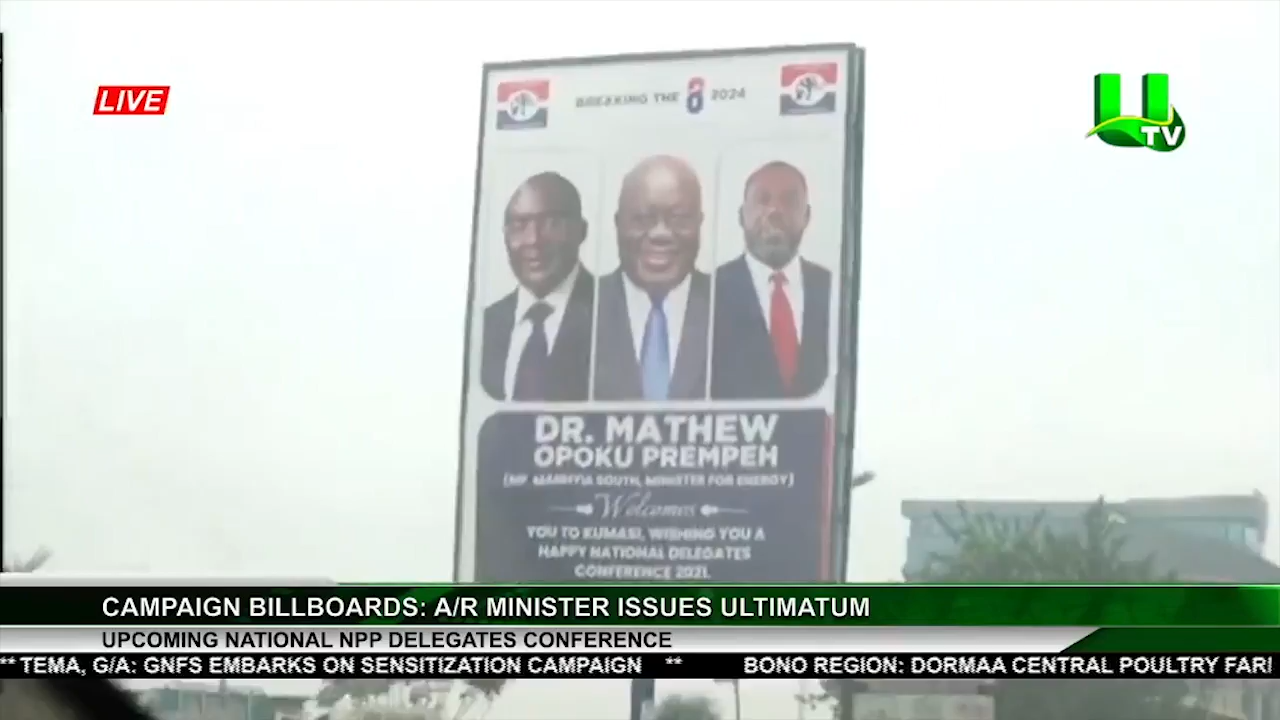 LIVE
U
TV
BREAKING THE 8 2024
DR. MATHEW
OPOKU PREMPEH
(MP. MANHYIA SOUTH, MINISTER FOR ENERGY)
Welcomes
YOU TO KUMASI, WISHING YOU A
HAPPY NATIONAL DELEGATES
CONFERENCE 2021.
CAMPAIGN BILLBOARDS: A/R MINISTER ISSUES ULTIMATUM
UPCOMING NATIONAL NPP DELEGATES CONFERENCE
** TEMA, G/A: GNFS EMBARKS ON SENSITIZATION CAMPAIGN ** BONO REGION: DORMAA CENTRAL POULTRY FARI